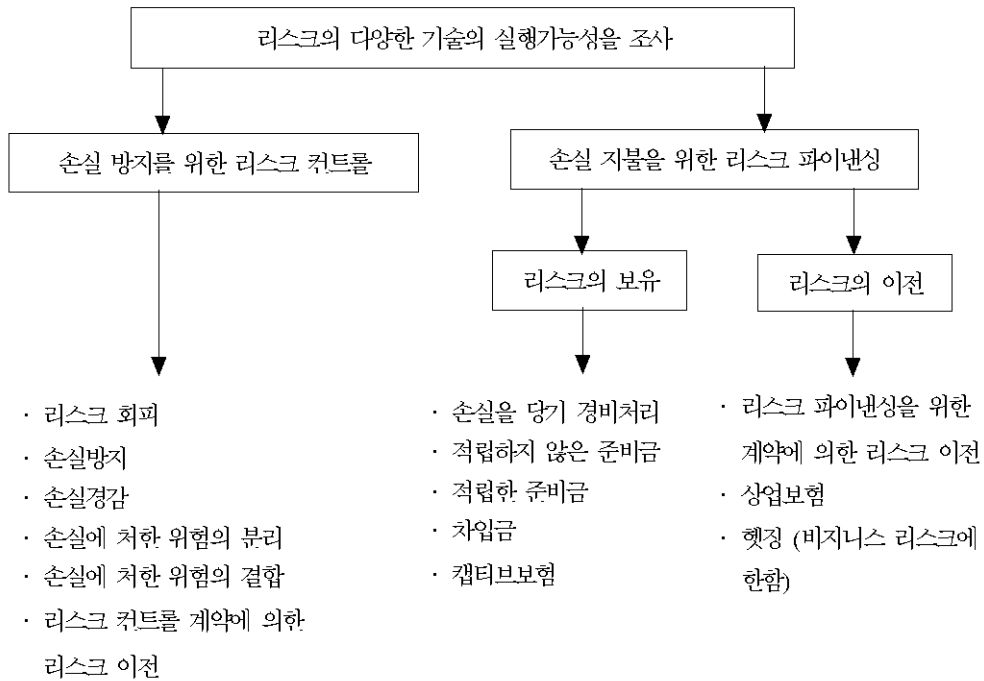 리스크의 다양한 기술의 실행가능성을 조사
손실 방지를 위한 리스크 컨트롤
손실 지불을 위한 리스크 파이낸싱
리스크의 보유
리스크의 이전
· 리스크 회피
· 손실방지
· 손실경감
· 손실에 처한 위험의 분리
· 손실에 처한 위험의 결합
· 리스크 컨트롤 계약에 의한
리스크 이전
· 손실을 당기 경비처리
· 적립하지 않은 준비금
· 적립한 준비금
· 차입금
· 캡티브보험
· 리스크 파이낸싱을 위한
계약에 의한 리스크 이전
· 상업보험
· 헷징 (비지니스 리스크에
한함)